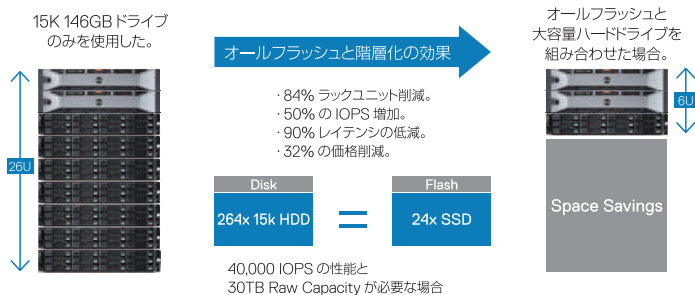 15K 146GBドライブ
のみを使用した。
26U
オールフラッシュと階層化の効果
・84% ラックユニット削減。
・50% の IOPS 増加。
・90% レイテンシの低減。
・32% の価格削減。
Disk
264x 15k HDD
=
Flash
24x SSD
40,000 IOPS の性能と
30TB Raw Capacity が必要な場合
オールフラッシュと
大容量ハードドライブを
組み合わせた場合。
6U
Space Savings